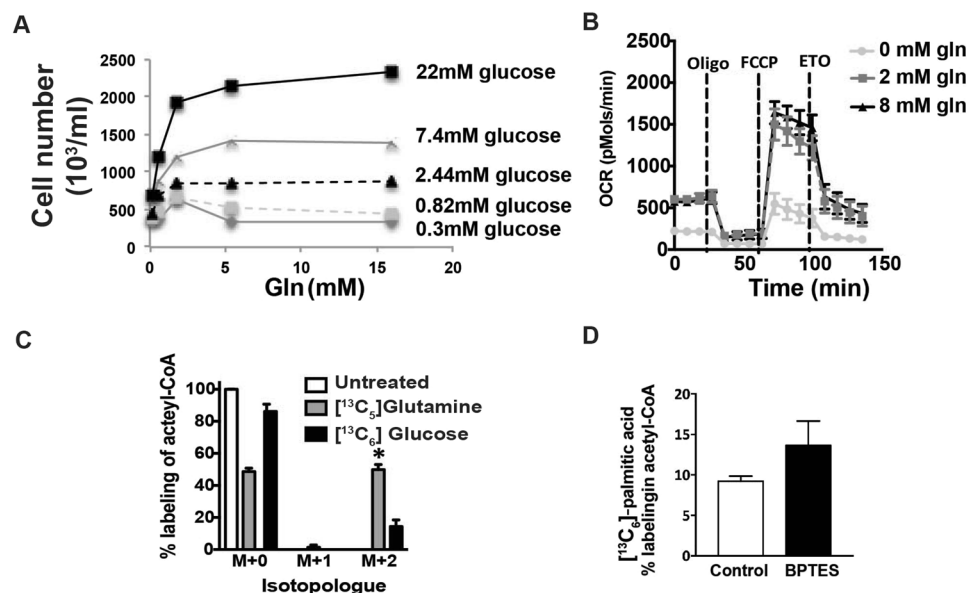 A
Cell number
(10³/ml)
2500
2000
1500
1000
500
0
0
5
10
15
20
Gln (mM)
22mM glucose
7.4mM glucose
2.44mM glucose
0.82mM glucose
0.3mM glucose
B
OCR (pMols/min)
2500
2000
1500
1000
500
0
0
50
100
150
Time (min)
Oligo
FCCP
ETO
0 mM gln
2 mM gln
8 mM gln
C
% labeling of acteyl-CoA
100
80
60
40
20
0
M+0
M+1
M+2
Isotopologue
Untreated
[¹³C₅]Glutamine
[¹³C₆] Glucose
*
D
[¹³C₆]-palmitic acid
% labelingin acetyl-CoA
20
15
10
5
0
Control
BPTES